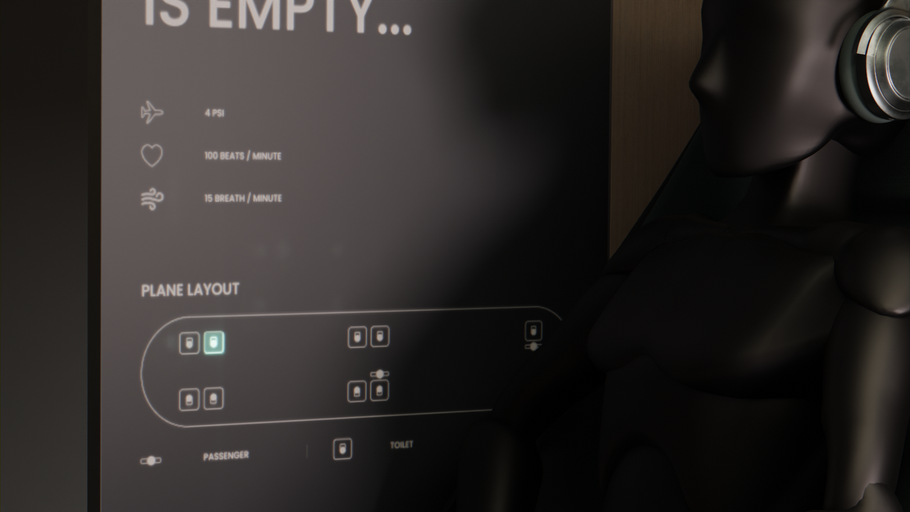 IS EMPTY...
4 PSI
100 BEATS / MINUTE
15 BREATH / MINUTE
PLANE LAYOUT
PASSENGER
TOILET